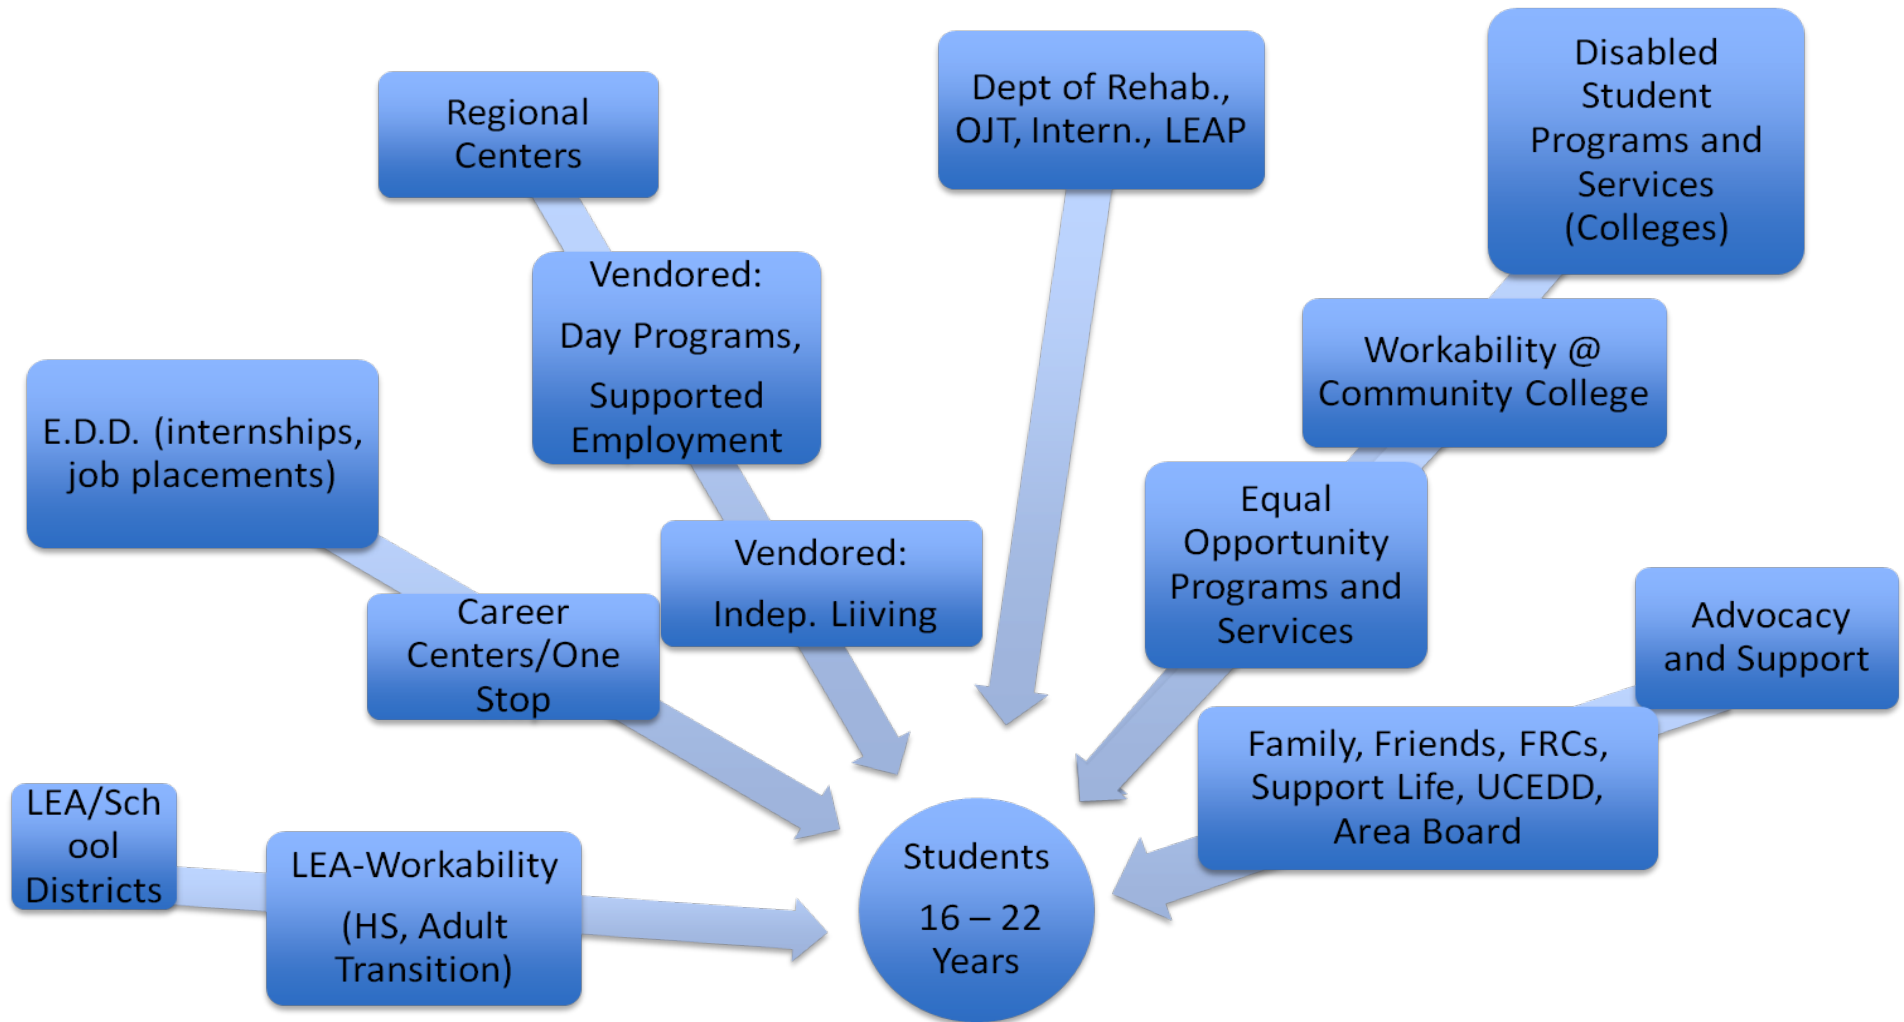 Regional
Centers
Dept of Rehab.,
OJT, Intern., LEAP
Disabled
Student
Programs and
Services
(Colleges)
Vendored:
Day Programs,
Supported
Employment
Workability @
Community College
E.D.D. (internships,
job placements)
Vendored:
Indep. Liiving
Equal
Opportunity
Programs and
Services
Career
Centers/One
Stop
Advocacy
and Support
Family, Friends, FRCs,
Support Life, UCEDD,
Area Board
LEA/Sch
ool
Districts
LEA-Workability
(HS, Adult
Transition)
Students
16 – 22
Years